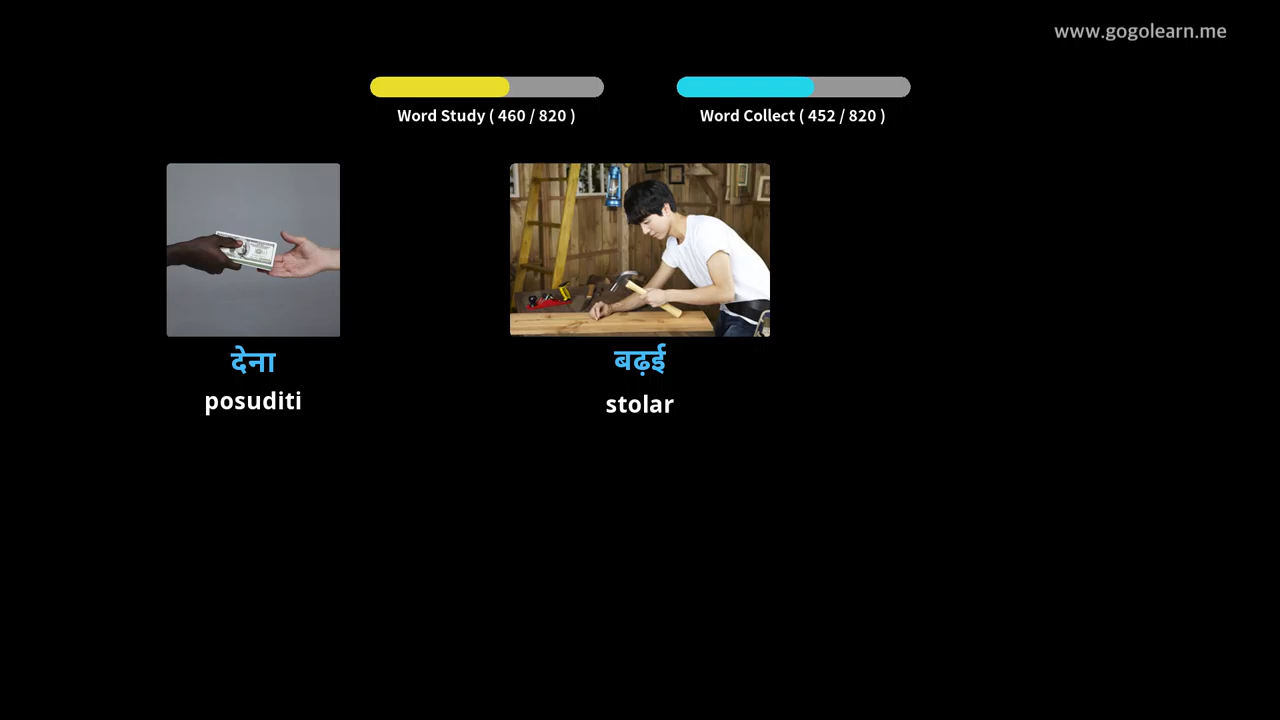 www.gogolearn.me
Word Study ( 460 / 820 )
Word Collect ( 452 / 820 )
देना
posuditi
बढ़ई
stolar